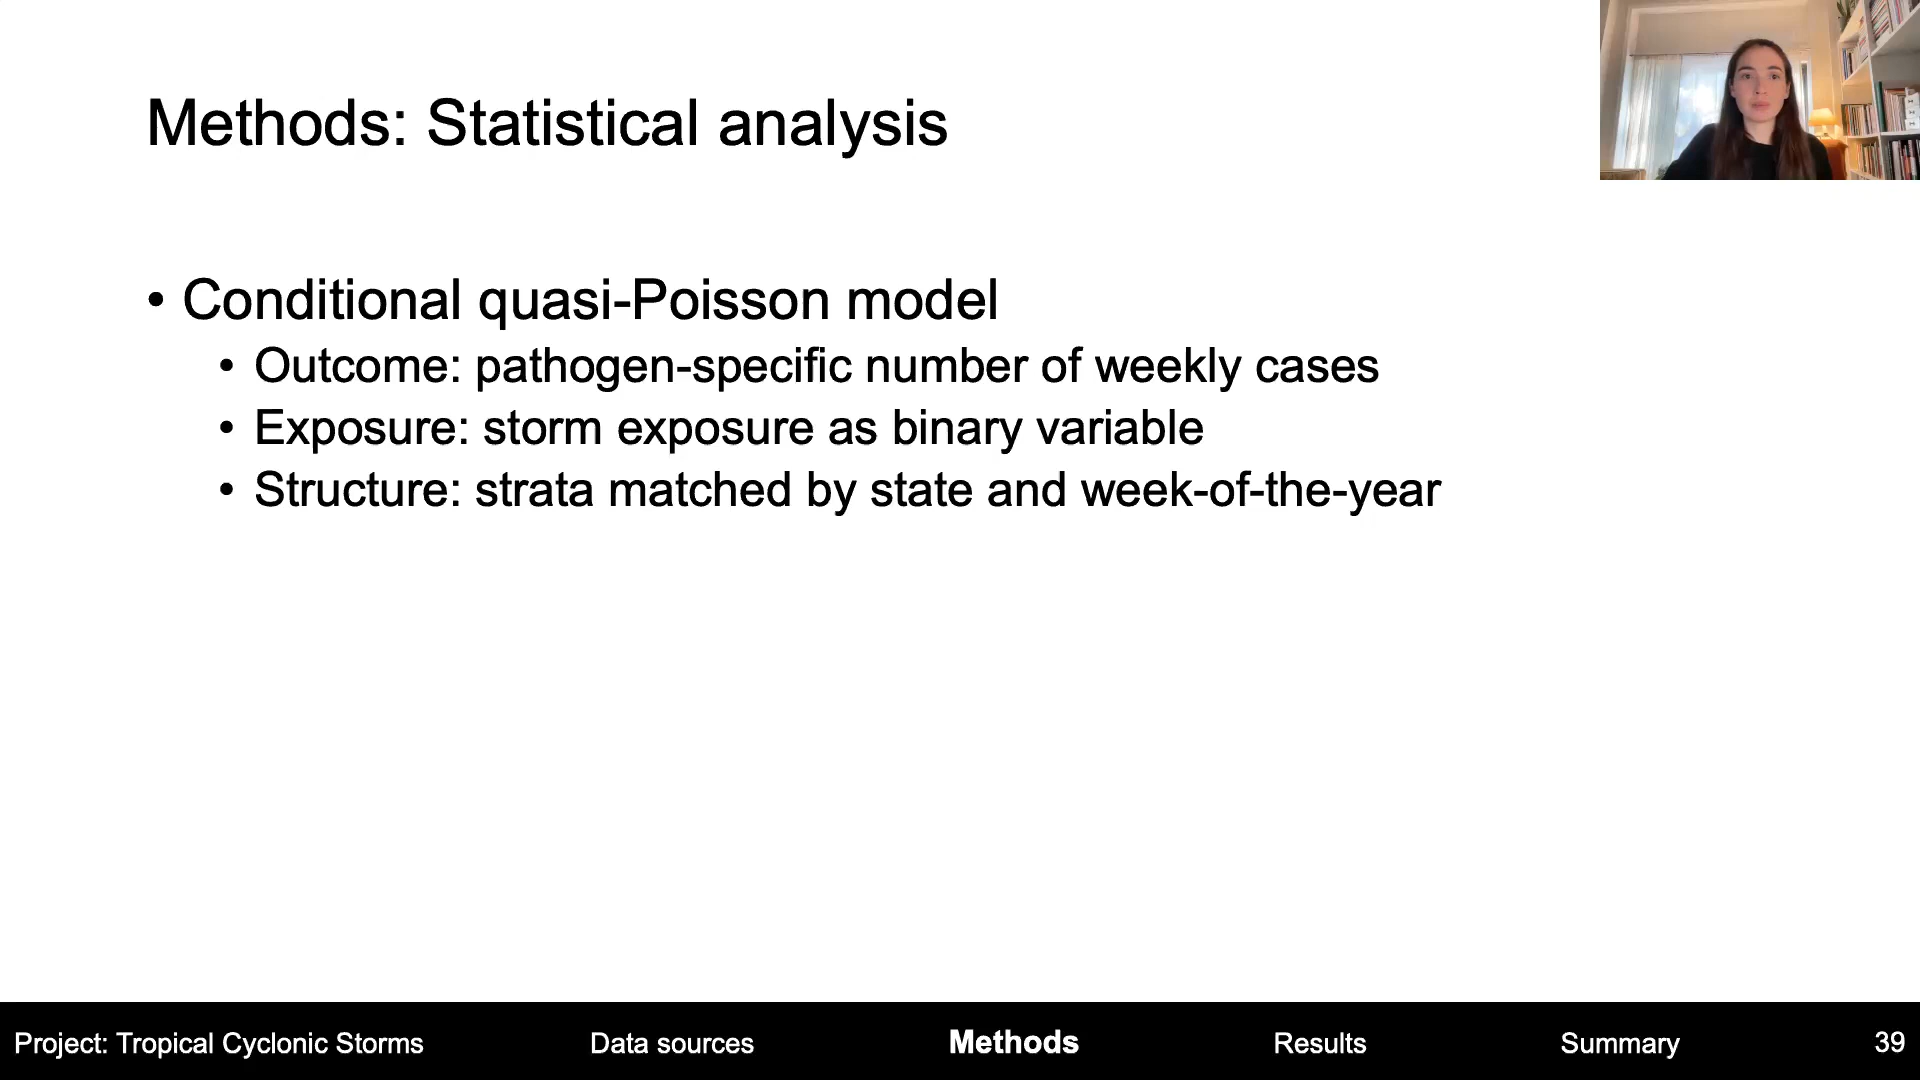 Methods: Statistical analysis
• Conditional quasi-Poisson model
• Outcome: pathogen-specific number of weekly cases
• Exposure: storm exposure as binary variable
• Structure: strata matched by state and week-of-the-year
Project: Tropical Cyclonic Storms Data sources Methods Results Summary 39